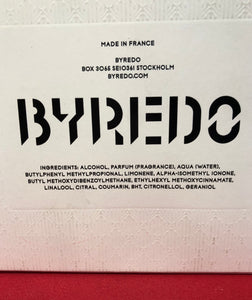 MADE IN FRANCE
BYREDO
BOX 3065 SE10361 STOCKHOLM
BYREDO.COM
BYREDO
INGREDIENTS: ALCOHOL, PARFUM (FRAGRANCE), AQUA (WATER),
BUTYLPHENYL METHYLPROPIONAL, LIMONENE, ALPHA-ISOMETHYL IONONE,
BUTYL METHOXYDIBENZOYLMETHANE, ETHYLHEXYL METHOXYCINNAMATE,
LINALOOL, CITRAL, COUMARIN, BHT, CITRONELLOL, GERANIOL